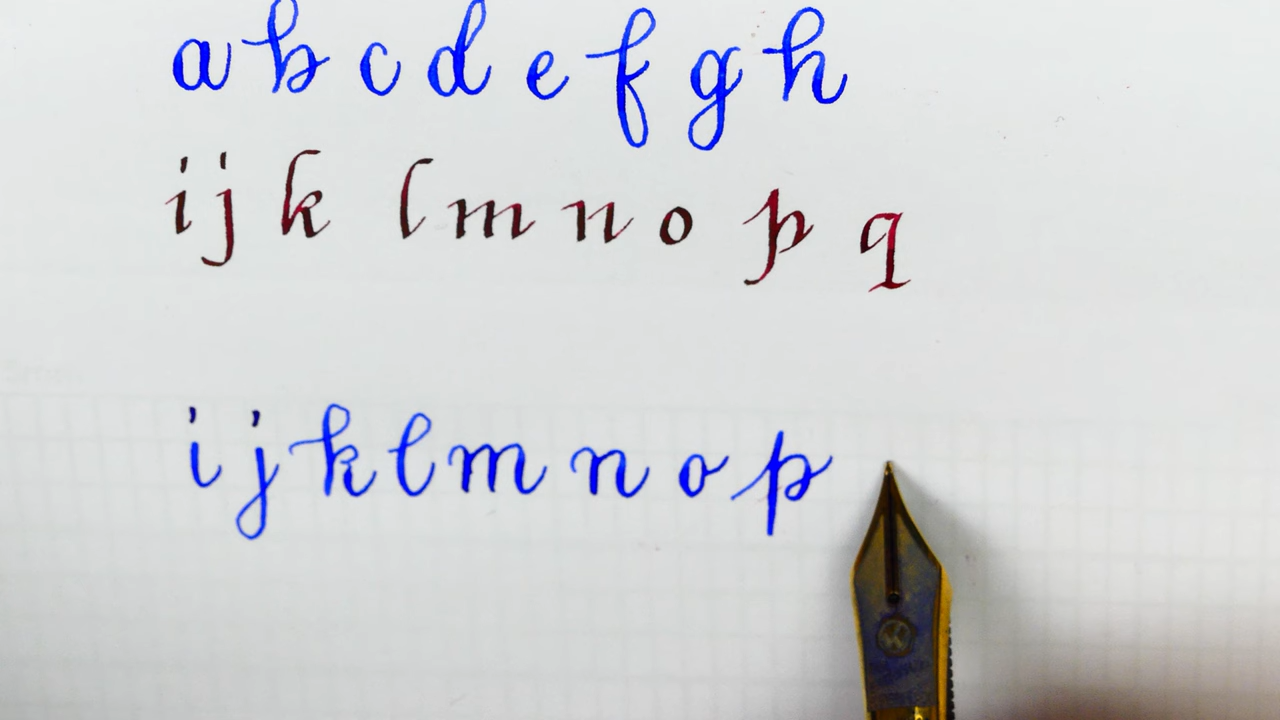 a b c d e f g h
i j k l m n o p q
i j k l m n o p